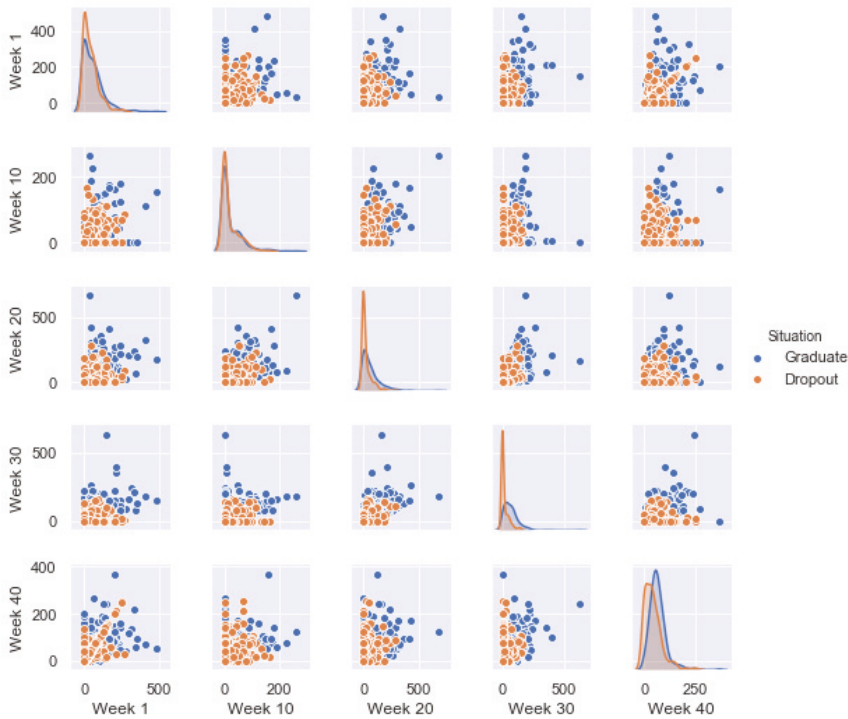 Week 1
400
200
0
Week 10
200
0
Week 20
500
0
Week 30
500
0
Week 40
400
200
0
0 500
0 200
0 500
0 500
0 250
Week 1
Week 10
Week 20
Week 30
Week 40
Situation
Graduate
Dropout